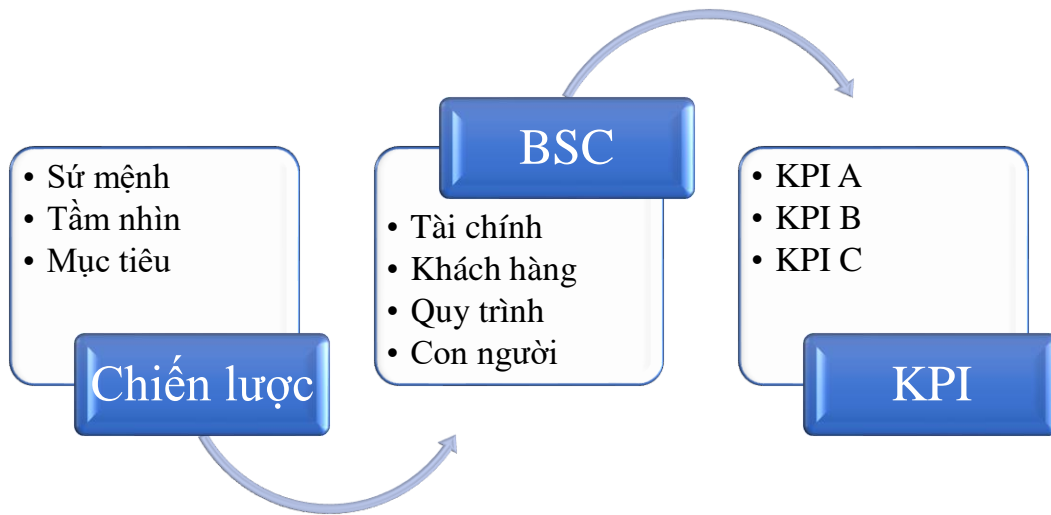 • Sứ mệnh
• Tầm nhìn
• Mục tiêu
Chiến lược
BSC
• Tài chính
• Khách hàng
• Quy trình
• Con người
• KPI A
• KPI B
• KPI C
KPI